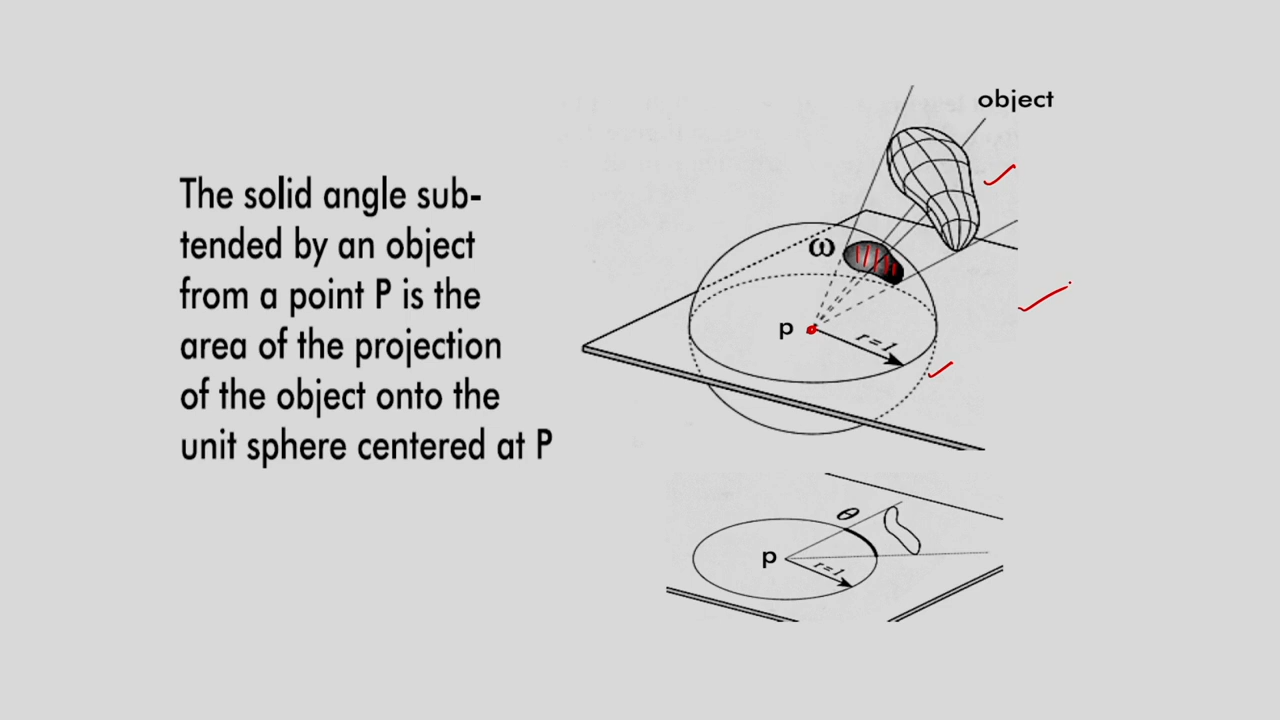 The solid angle sub-
tended by an object
from a point P is the
area of the projection
of the object onto the
unit sphere centered at P
object
ω
p
r=1
θ
p
r=1